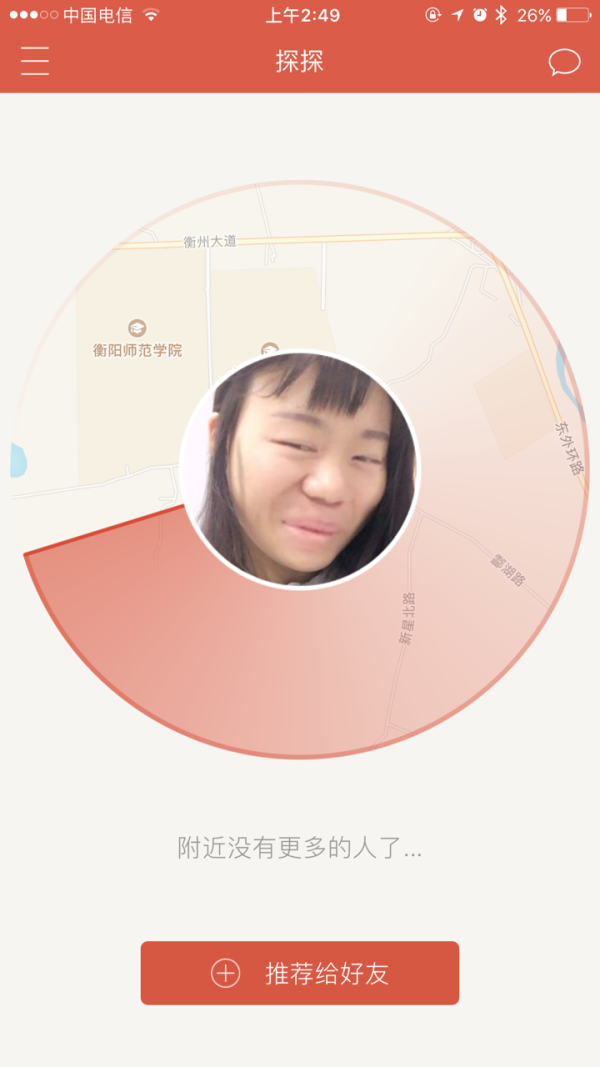 中国电信 上午2:49 26%
探探
衡州大道
衡阳师范学院
东外环路
酃湖路
新星北路
附近没有更多的人了...
推荐给好友